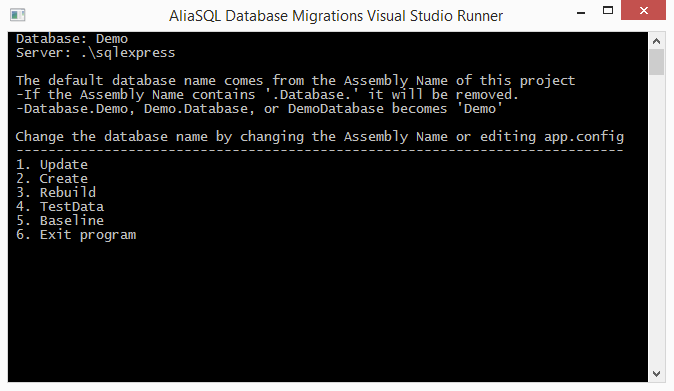 AliaSQL Database Migrations Visual Studio Runner
Database: Demo
Server: .\sqlexpress
The default database name comes from the Assembly Name of this project
-If the Assembly Name contains '.Database.' it will be removed.
-Database.Demo, Demo.Database, or DemoDatabase becomes 'Demo'
Change the database name by changing the Assembly Name or editing app.config
----------------------------------------------------------------------------
1. Update
2. Create
3. Rebuild
4. TestData
5. Baseline
6. Exit program